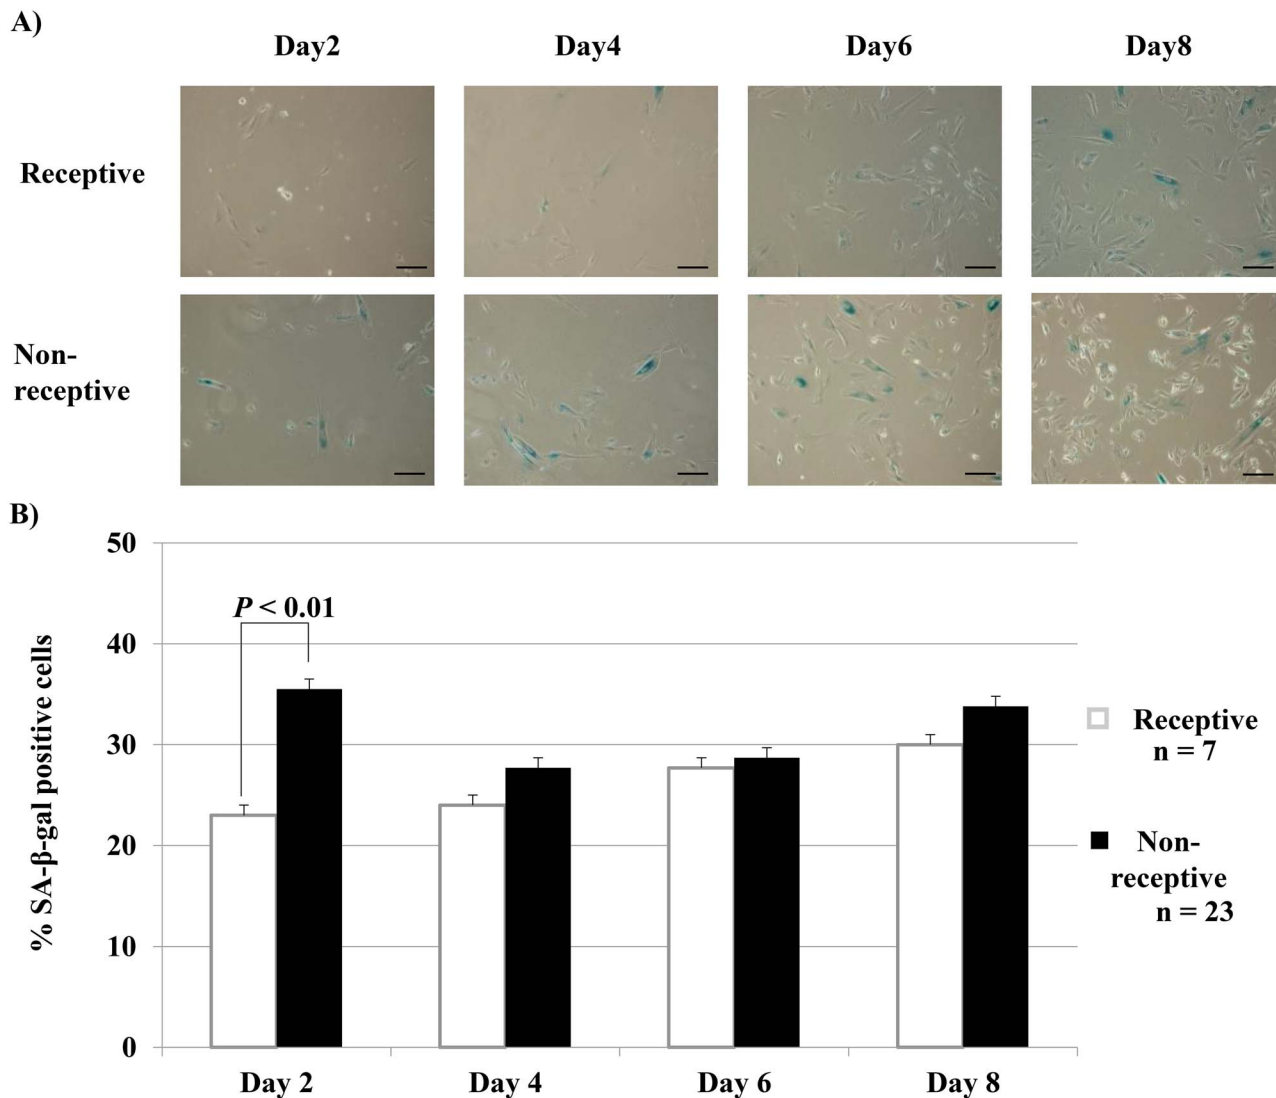 A)
Day2 Day4 Day6 Day8
Receptive
Non-
receptive
B)
50
40
30
20
10
0
% SA-β-gal positive cells
P < 0.01
Day 2 Day 4 Day 6 Day 8
Receptive
n = 7
Non-
receptive
n = 23